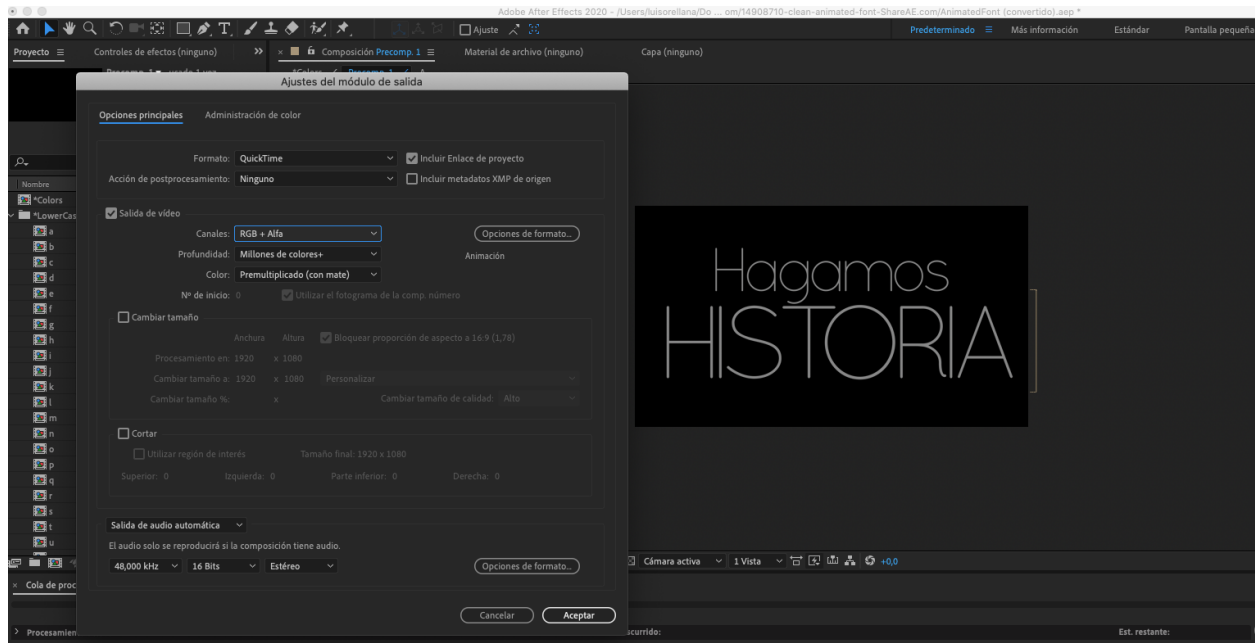 Adobe After Effects 2020 - /Users/luisorellana/Do ... om/14908710-clean-animated-font-ShareAE.com/AnimatedFont (convertido).aep *
Ajuste
Predeterminado
Más información
Estándar
Pantalla pequeña
Proyecto
Controles de efectos (ninguno)
Composición Precomp. 1
Material de archivo (ninguno)
Capa (ninguno)
Ajustes del módulo de salida
Opciones principales
Administración de color
Formato: QuickTime
Incluir Enlace de proyecto
Acción de postprocesamiento: Ninguno
Incluir metadatos XMP de origen
Salida de vídeo
Canales: RGB + Alfa
Opciones de formato...
Profundidad: Millones de colores+
Animación
Color: Premultiplicado (con mate)
Nº de inicio: 0
Utilizar el fotograma de la comp. número
Cambiar tamaño
Anchura Altura
Bloquear proporción de aspecto a 16:9 (1,78)
Procesamiento en: 1920 x 1080
Cambiar tamaño a: 1920 x 1080 Personalizar
Cambiar tamaño %: x
Cambiar tamaño de calidad: Alto
Cortar
Utilizar región de interés
Tamaño final: 1920 x 1080
Superior: 0 Izquierda: 0 Parte inferior: 0 Derecha: 0
Salida de audio automática
El audio solo se reproducirá si la composición tiene audio.
48,000 kHz 16 Bits Estéreo
Opciones de formato...
Cancelar
Aceptar
Nombre
*Colors
*LowerCas
a
b
c
d
e
f
g
h
i
j
k
l
m
n
o
p
q
r
s
t
u
Hagamos
HISTORIA
Cámara activa
1 Vista
+0,0
Cola de proc
Procesamien
scurrido:
Est. restante: